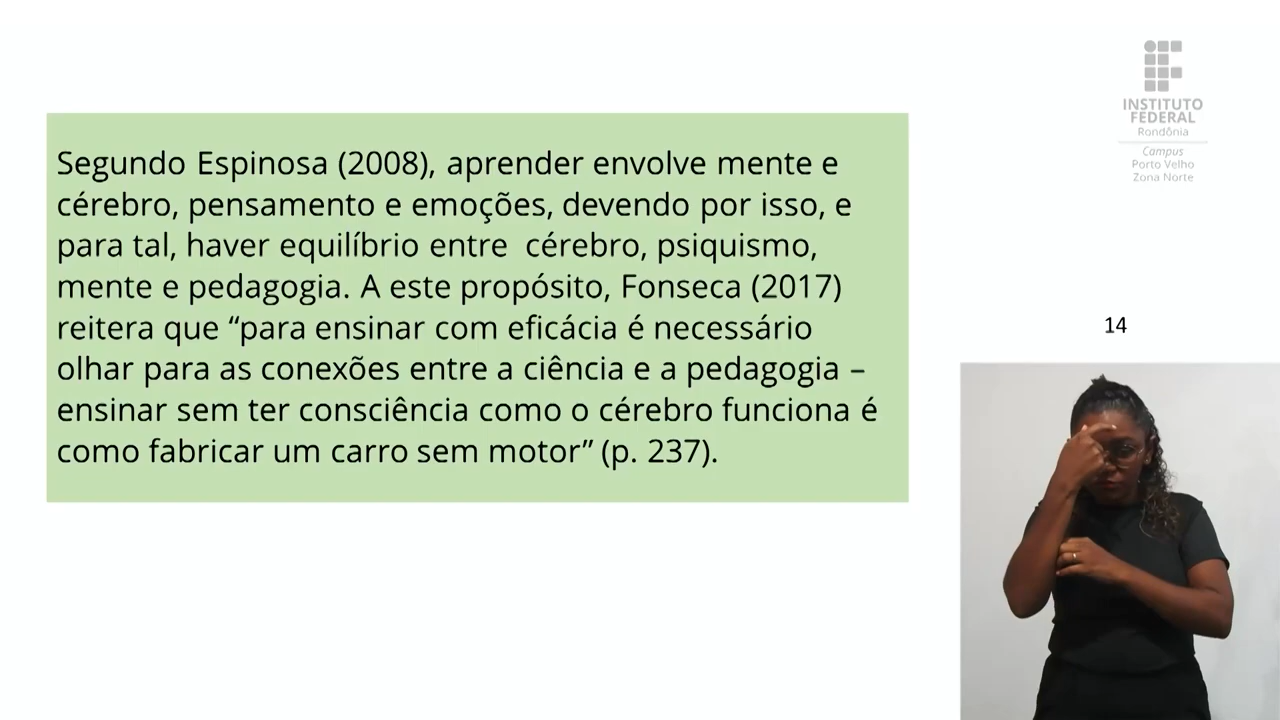 Segundo Espinosa (2008), aprender envolve mente e
cérebro, pensamento e emoções, devendo por isso, e
para tal, haver equilíbrio entre  cérebro, psiquismo,
mente e pedagogia. A este propósito, Fonseca (2017)
reitera que “para ensinar com eficácia é necessário
olhar para as conexões entre a ciência e a pedagogia –
ensinar sem ter consciência como o cérebro funciona é
como fabricar um carro sem motor” (p. 237).
INSTITUTO
FEDERAL
Rondônia
Campus
Porto Velho
Zona Norte
14